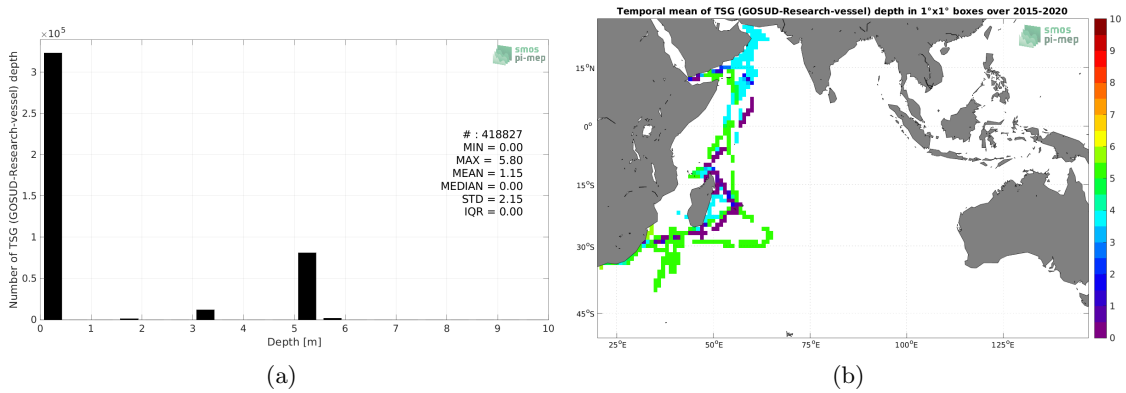 ×10⁵
3
2.5
2
1.5
1
0.5
0
Number of TSG (GOSUD-Research-vessel) depth
smos
pi-mep
# : 418827
MIN = 0.00
MAX = 5.80
MEAN = 1.15
MEDIAN = 0.00
STD = 2.15
IQR = 0.00
0 1 2 3 4 5 6 7 8 9 10
Depth [m]
(a)
Temporal mean of TSG (GOSUD-Research-vessel) depth in 1°x1° boxes over 2015-2020
smos
pi-mep
15°N
0°
15°S
30°S
45°S
25°E 50°E 75°E 100°E 125°E
10
9
8
7
6
5
4
3
2
1
0
(b)